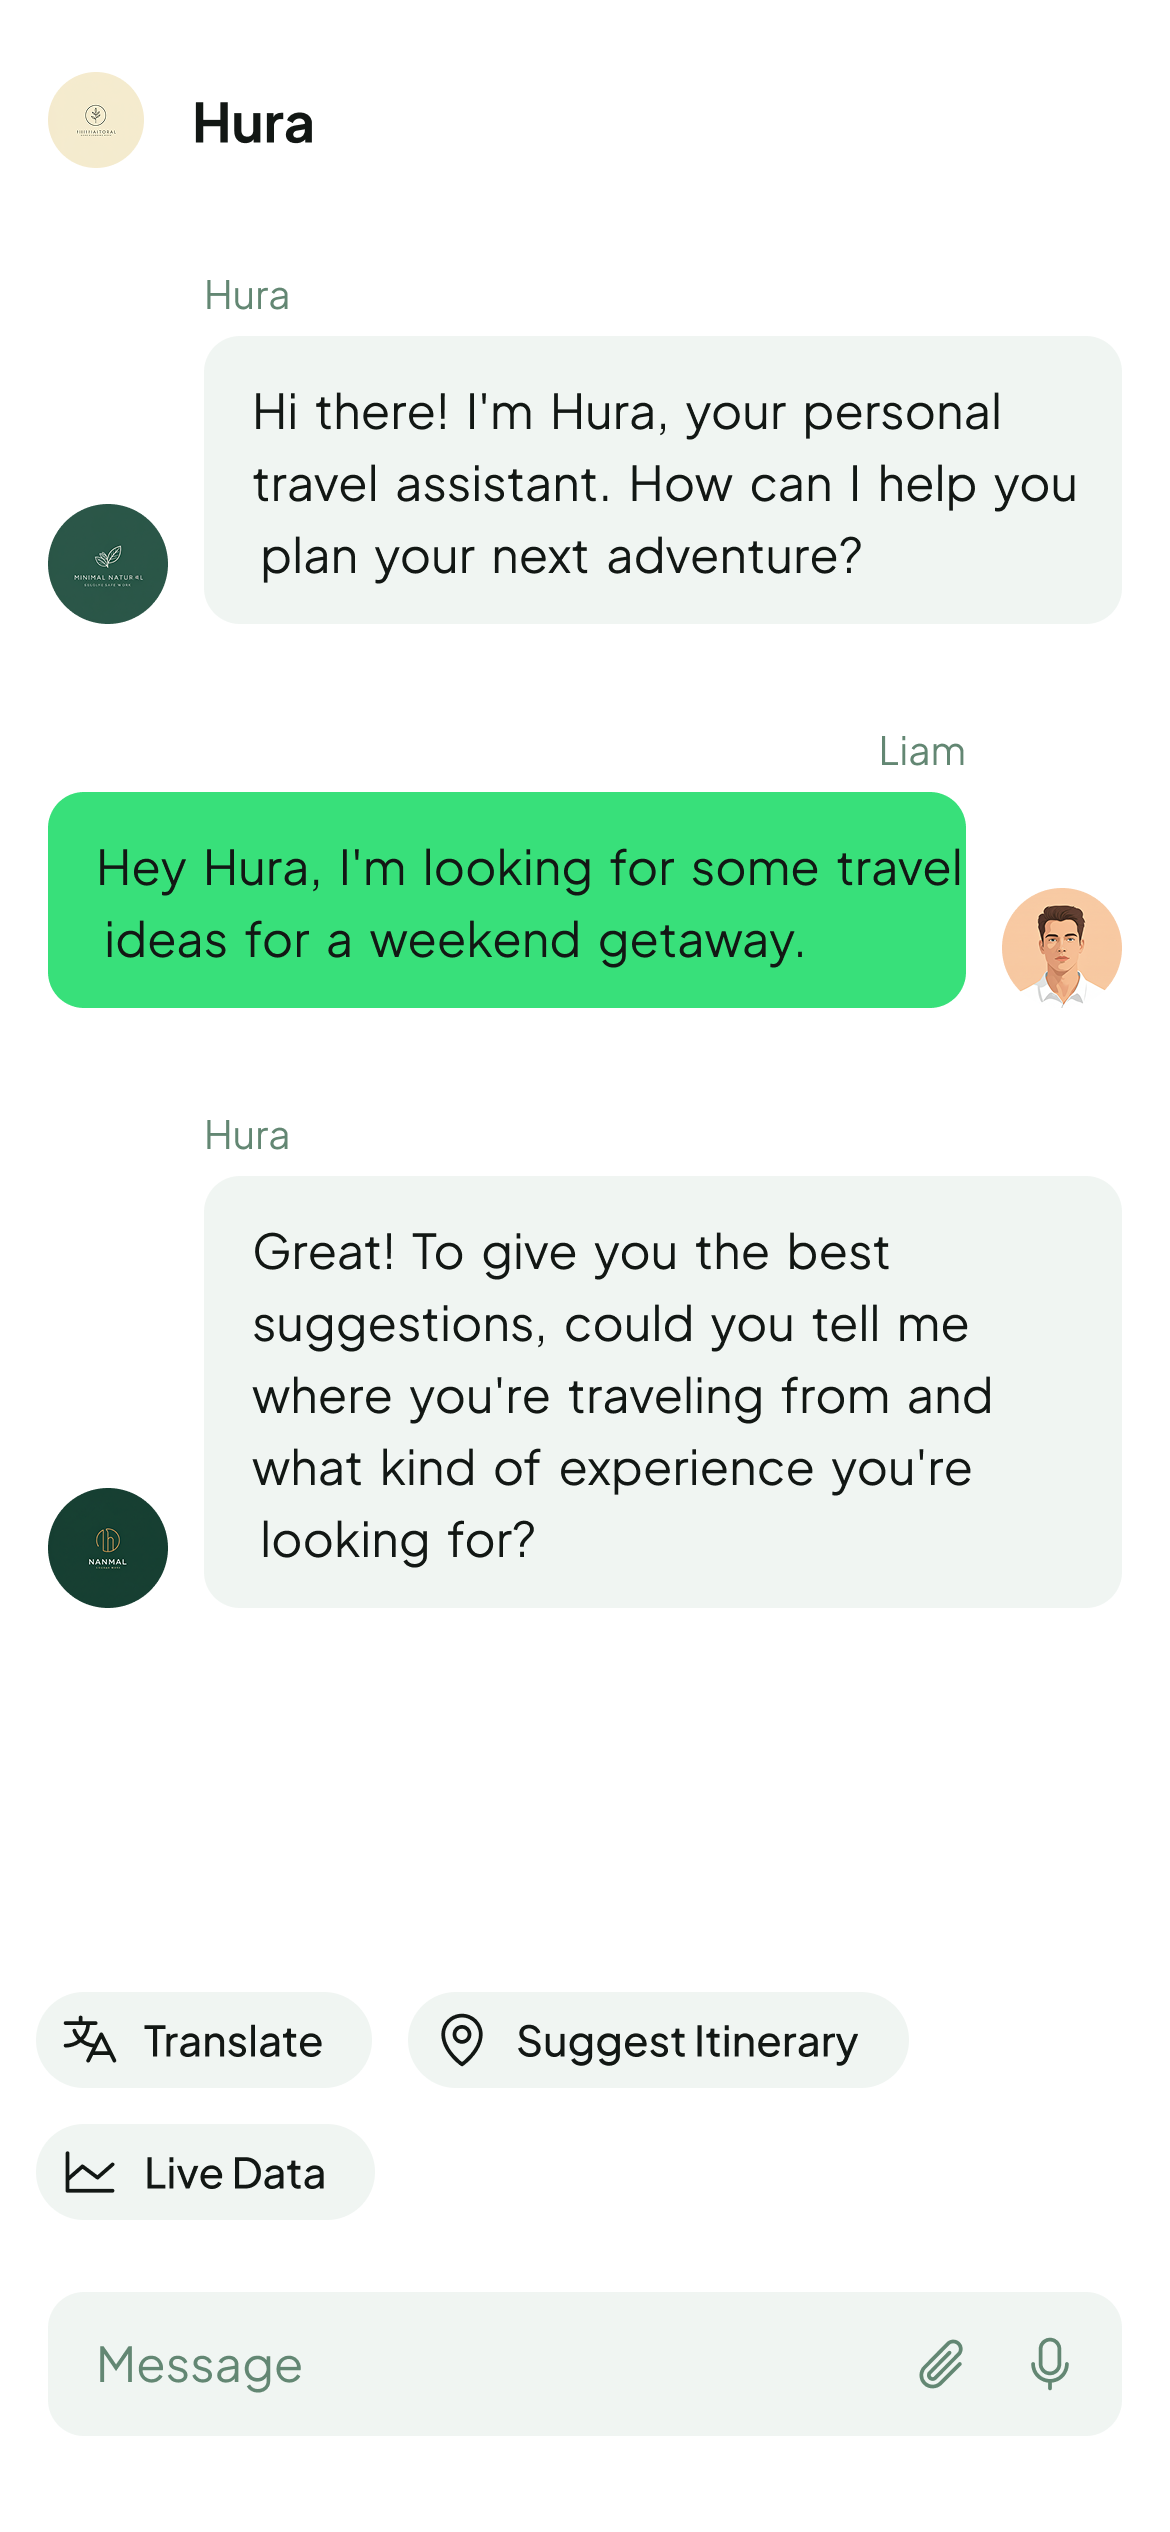 Hura
Hura
Hi there! I'm Hura, your personal
travel assistant. How can I help you
plan your next adventure?
MINIMAL NATUR
Liam
Hey Hura, I'm looking for some travel
ideas for a weekend getaway.
Hura
Great! To give you the best
suggestions, could you tell me
where you're traveling from and
what kind of experience you're
looking for?
NANMAL
Translate
Suggest Itinerary
Live Data
Message